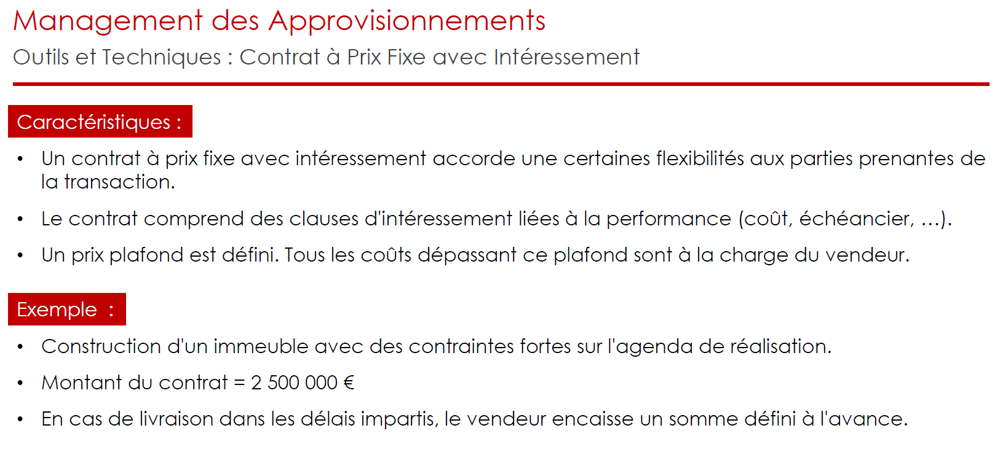 Management des Approvisionnements
Outils et Techniques : Contrat à Prix Fixe avec Intéressement
Caractéristiques :
• Un contrat à prix fixe avec intéressement accorde une certaines flexibilités aux parties prenantes de
la transaction.
• Le contrat comprend des clauses d'intéressement liées à la performance (coût, échéancier, …).
• Un prix plafond est défini. Tous les coûts dépassant ce plafond sont à la charge du vendeur.
Exemple :
• Construction d'un immeuble avec des contraintes fortes sur l'agenda de réalisation.
• Montant du contrat = 2 500 000 €
• En cas de livraison dans les délais impartis, le vendeur encaisse un somme défini à l'avance.